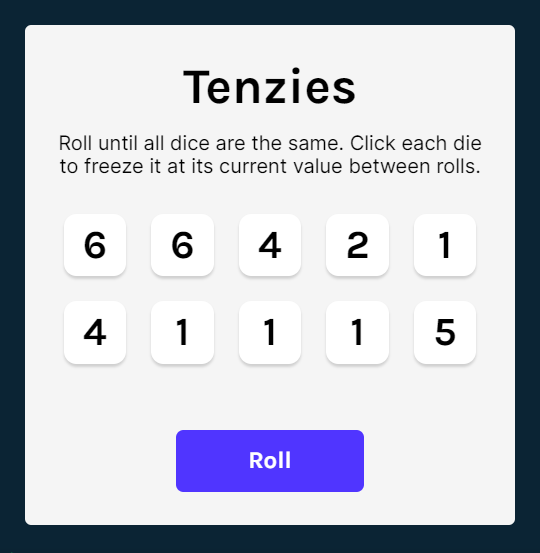 Tenzies
Roll until all dice are the same. Click each die
to freeze it at its current value between rolls.
6 6 4 2 1
4 1 1 1 5
Roll